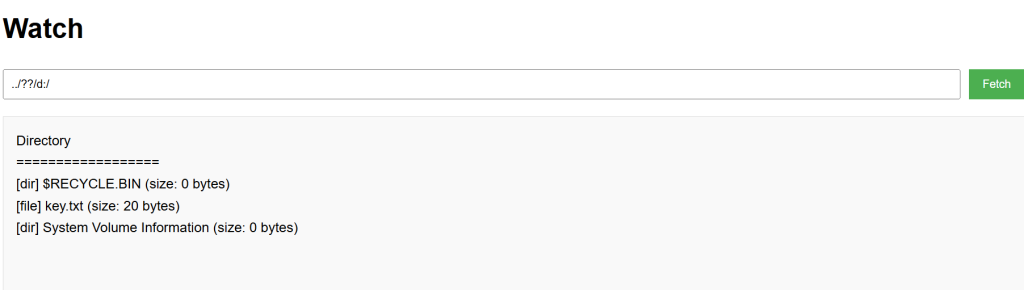 Watch
../??/d:/
Fetch
Directory
==================
[dir] $RECYCLE.BIN (size: 0 bytes)
[file] key.txt (size: 20 bytes)
[dir] System Volume Information (size: 0 bytes)